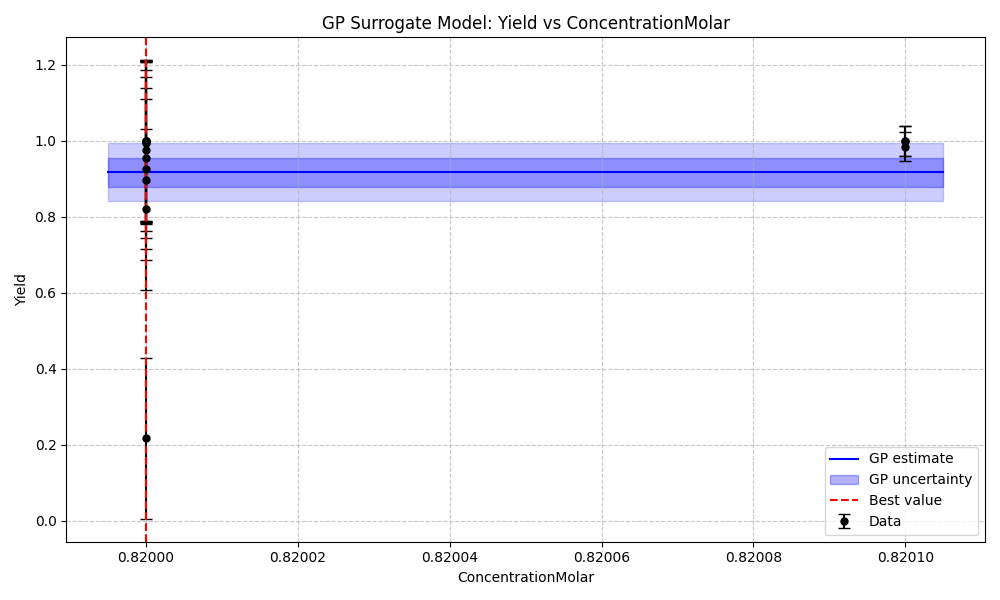 GP Surrogate Model: Yield vs ConcentrationMolar
Yield
1.2
1.0
0.8
0.6
0.4
0.2
0.0
GP estimate
GP uncertainty
Best value
Data
0.82000 0.82002 0.82004 0.82006 0.82008 0.82010
ConcentrationMolar